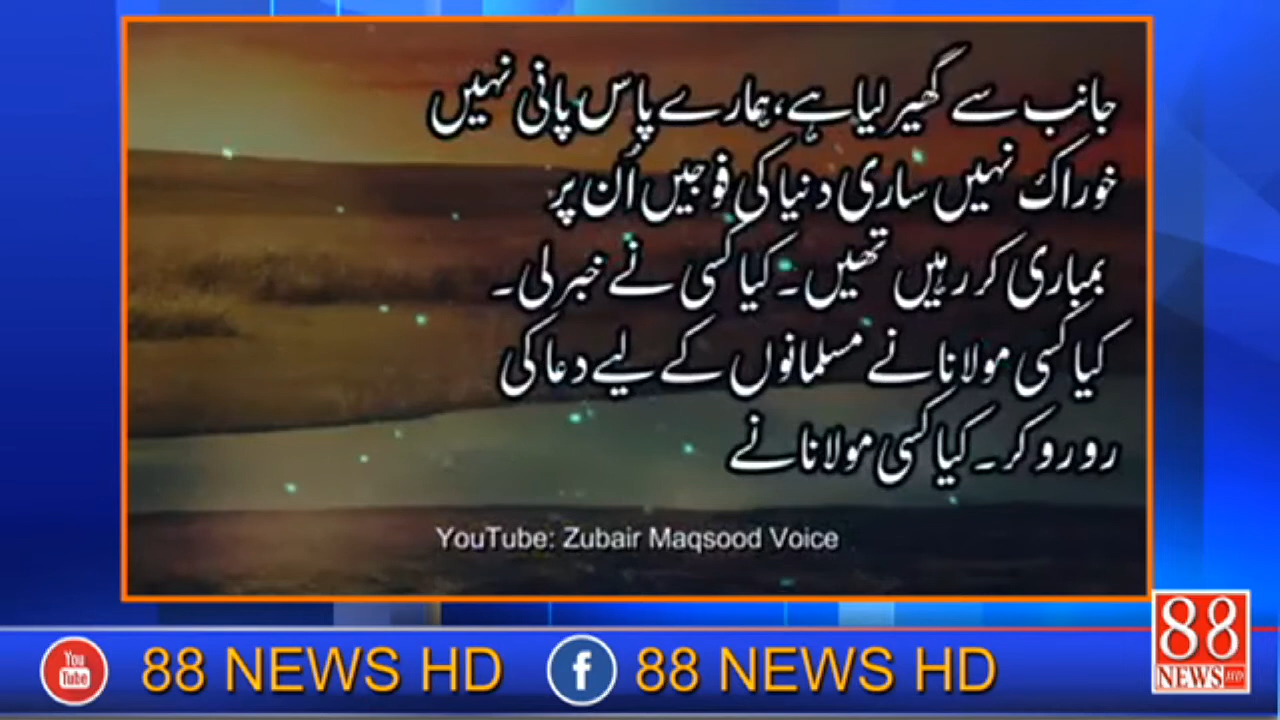 جانب سے گھیر لیا ہے، ہمارے پاس پانی نہیں
خوراک نہیں ساری دنیا کی فوجیں اُن پر
بمباری کر رہیں تھیں۔ کیا کسی نے خبر لی۔
کیا کسی مولانا نے مسلمانوں کے لیے دعا کی
رو رو کر۔ کیا کسی مولانا نے
YouTube: Zubair Maqsood Voice
88
NEWS HD
You
Tube
88 NEWS HD
f
88 NEWS HD